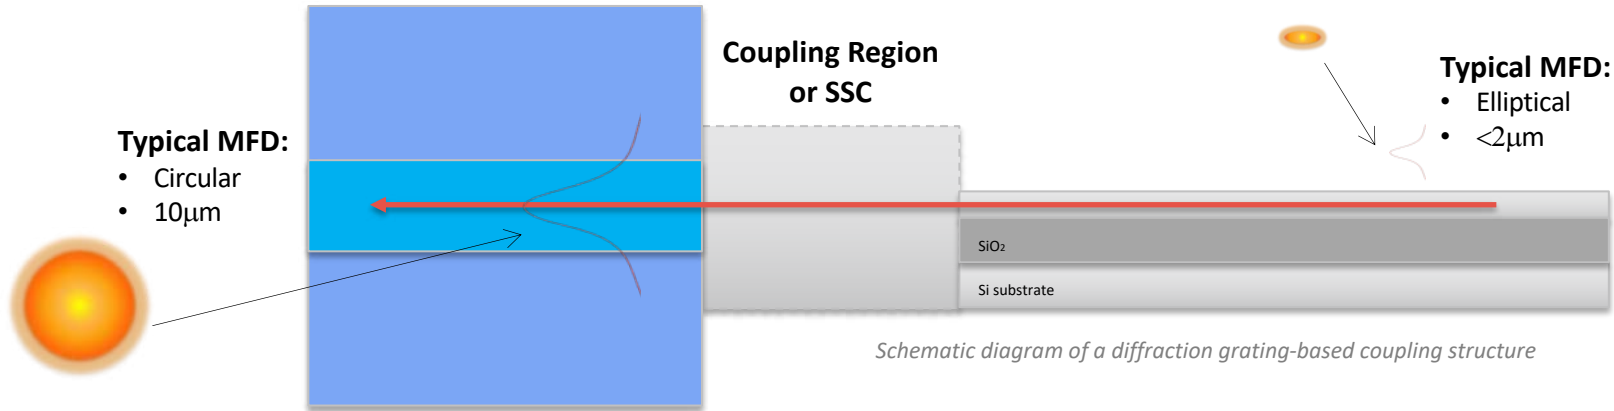 Coupling Region
or SSC
Typical MFD:
• Circular
• 10μm
Typical MFD:
• Elliptical
• <2μm
SiO2
Si substrate
Schematic diagram of a diffraction grating-based coupling structure